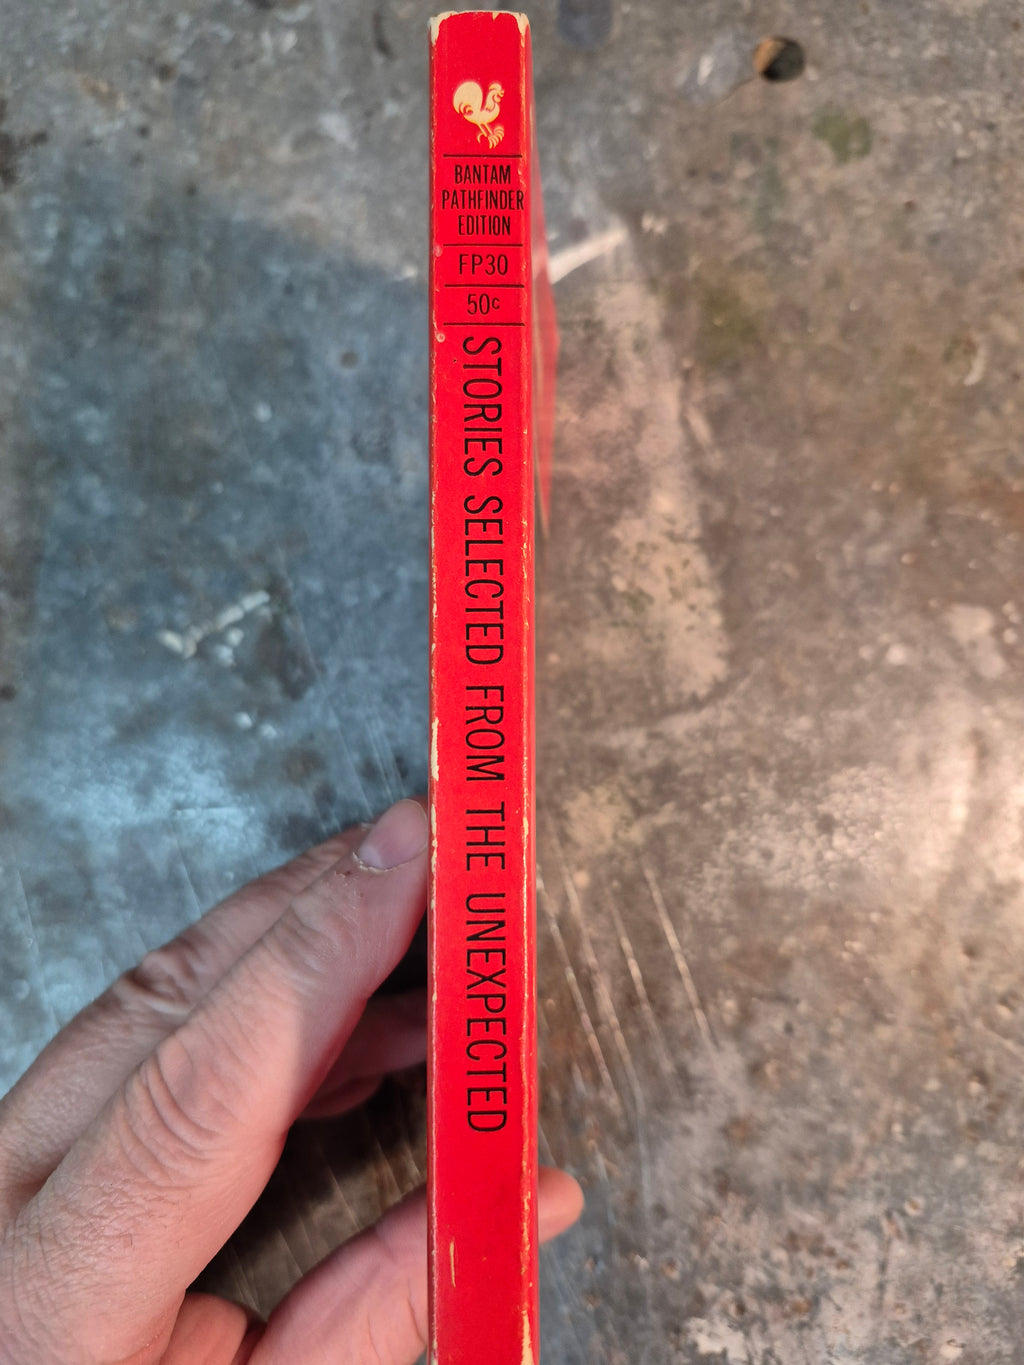 BANTAM
PATHFINDER
EDITION
FP30
50c
STORIES SELECTED FROM THE UNEXPECTED